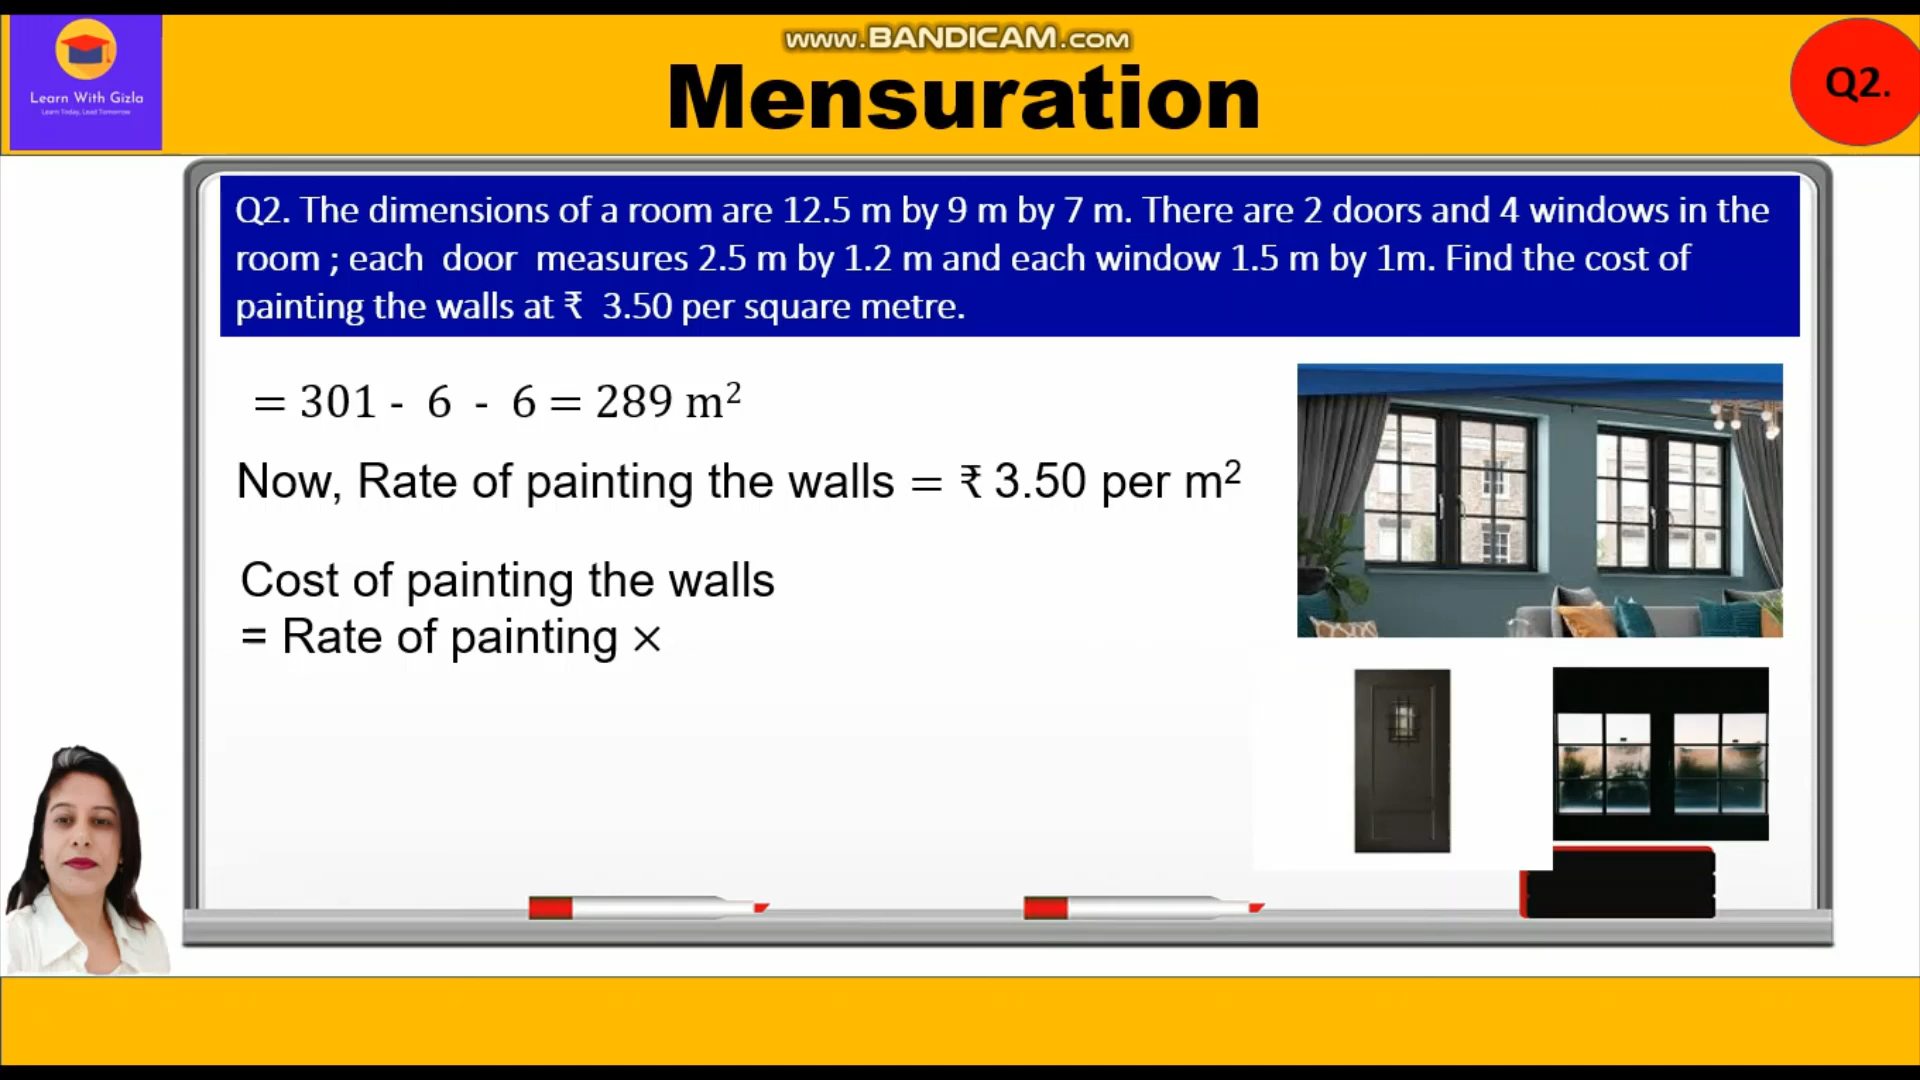 www.BANDICAM.com
Mensuration
Q2.
Learn With Gizla
Learn Today, Lead Tomorrow
Q2. The dimensions of a room are 12.5 m by 9 m by 7 m. There are 2 doors and 4 windows in the
room ; each door measures 2.5 m by 1.2 m and each window 1.5 m by 1m. Find the cost of
painting the walls at ₹ 3.50 per square metre.
= 301 - 6 - 6 = 289 m²
Now, Rate of painting the walls = ₹ 3.50 per m²
Cost of painting the walls
= Rate of painting ×